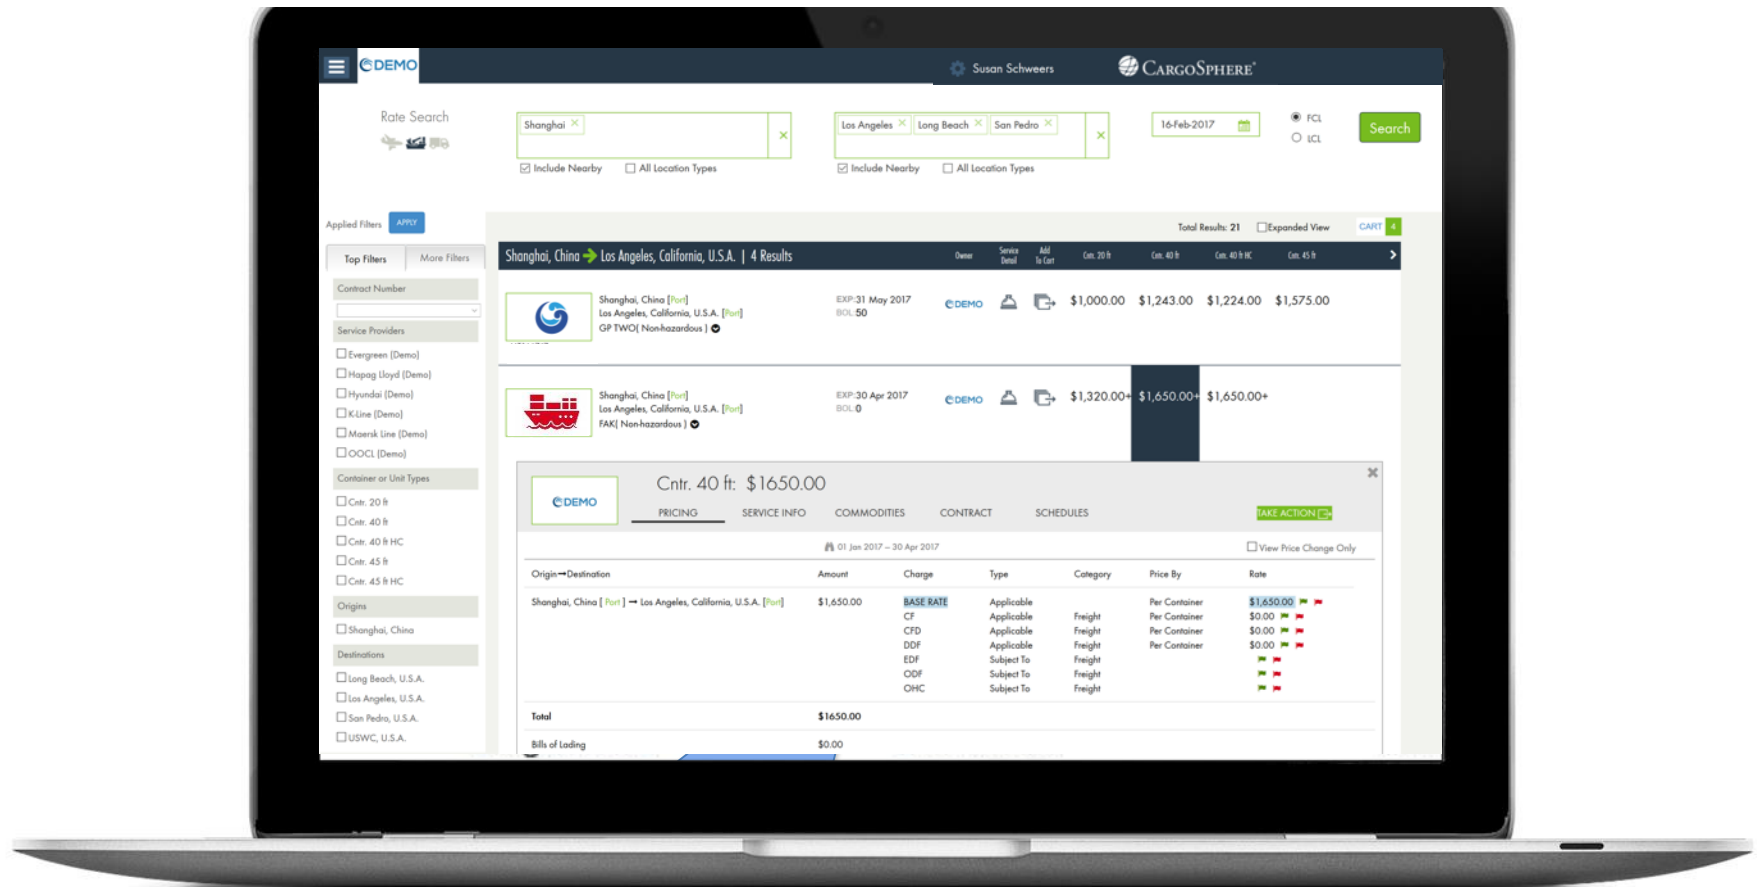 DEMO
Susan Schweers
CARGOSPHERE
Rate Search
Shanghai
Los Angeles Long Beach San Pedro
16-Feb-2017
FCL
LCL
Search
Include Nearby All Location Types
Include Nearby All Location Types
Applied Filters APPLY
Total Results: 21 Expanded View CART 4
Top Filters More Filters
Contract Number
Service Providers
Evergreen (Demo)
Hapag Lloyd (Demo)
Hyundai (Demo)
K-Line (Demo)
Maersk Line (Demo)
OOCL (Demo)
Container or Unit Types
Cntr. 20 ft
Cntr. 40 ft
Cntr. 40 ft HC
Cntr. 45 ft
Cntr. 45 ft HC
Origins
Shanghai, China
Destinations
Long Beach, U.S.A.
Los Angeles, U.S.A.
San Pedro, U.S.A.
USWC, U.S.A.
Shanghai, China Los Angeles, California, U.S.A. | 4 Results
Owner Service Detail Add To Cart Cntr. 20 ft Cntr. 40 ft Cntr. 40 ft HC Cntr. 45 ft
Shanghai, China [Port]
Los Angeles, California, U.S.A. [Port]
GP TWO( Non-hazardous )
EXP:31 May 2017
BOL:50
DEMO
$1,000.00 $1,243.00 $1,224.00 $1,575.00
Shanghai, China [Port]
Los Angeles, California, U.S.A. [Port]
FAK( Non-hazardous )
EXP:30 Apr 2017
BOL:0
DEMO
$1,320.00+ $1,650.00+ $1,650.00+
DEMO
Cntr. 40 ft: $1650.00
PRICING SERVICE INFO COMMODITIES CONTRACT SCHEDULES
TAKE ACTION
01 Jan 2017 – 30 Apr 2017
View Price Change Only
Origin→Destination Amount Charge Type Category Price By Rate
Shanghai, China [ Port ] → Los Angeles, California, U.S.A. [Port] $1,650.00 BASE RATE Applicable Per Container $1,650.00
CF Applicable Freight Per Container $0.00
CFD Applicable Freight Per Container $0.00
DDF Applicable Freight Per Container $0.00
EDF Subject To Freight
ODF Subject To Freight
OHC Subject To Freight
Total $1650.00
Bills of Lading $0.00